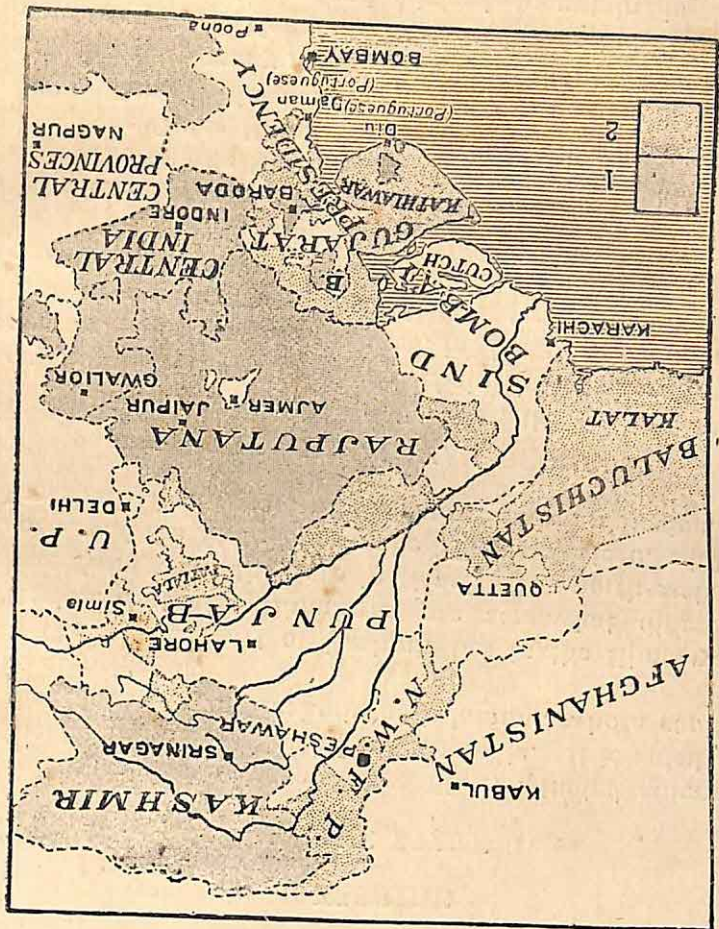 KABUL
AFGHANISTAN
N. W. F. P.
PESHAWAR
KASHMIR
SRINAGAR
QUETTA
PUNJA-B
LAHORE
Simla
PATIALA
U. P.
DELHI
BALUCHISTAN
KALAT
RAJPUTANA
JAIPUR
AJMER
GWALIOR
KARACHI
SIND
BOMBAY
CUTCH
GUJARAT
B
KATHIAWAR
BARODA
PRESIDENCY
CENTRAL
INDIA
INDORE
CENTRAL
PROVINCES
NAGPUR
1
2
Diu
(Portuguese)
Daman
(Portuguese)
BOMBAY
Poona